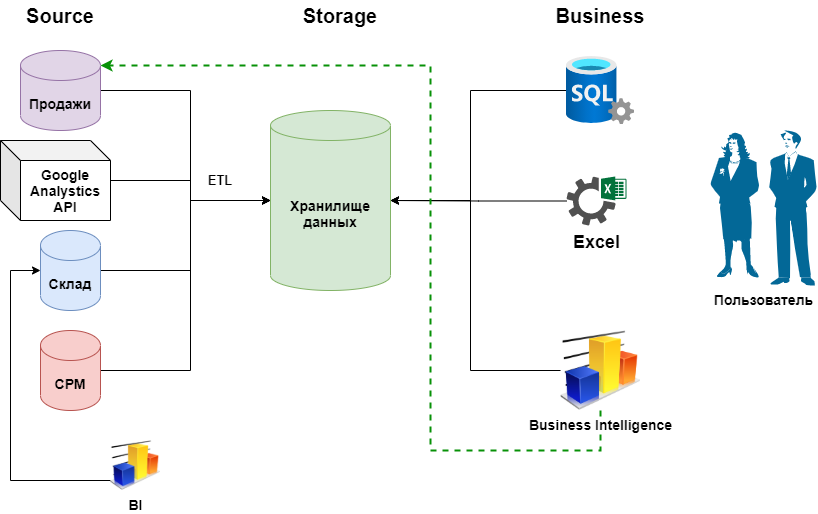 Source
Storage
Business
Продажи
SQL
Google
Analystics
API
ETL
Хранилище
данных
X
Excel
Склад
Пользователь
CPM
Business Intelligence
BI